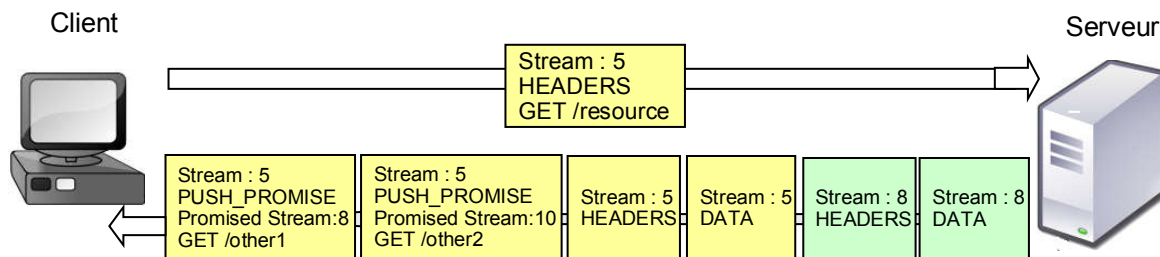 Client
Serveur
Stream : 5
HEADERS
GET /resource
Stream : 5
PUSH_PROMISE
Promised Stream:8
GET /other1
Stream : 5
PUSH_PROMISE
Promised Stream:10
GET /other2
Stream : 5
HEADERS
Stream : 5
DATA
Stream : 8
HEADERS
Stream : 8
DATA